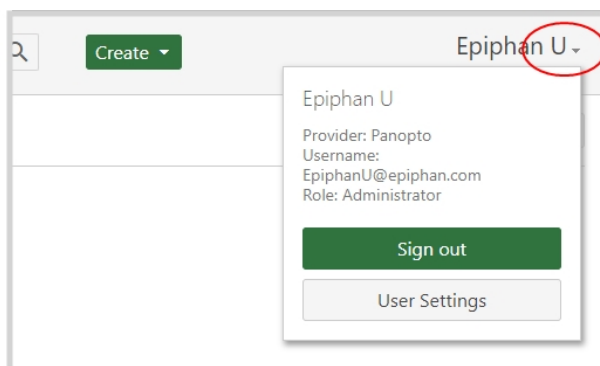 Create
Epiphan U
Epiphan U
Provider: Panopto
Username:
EpiphanU@epiphan.com
Role: Administrator
Sign out
User Settings